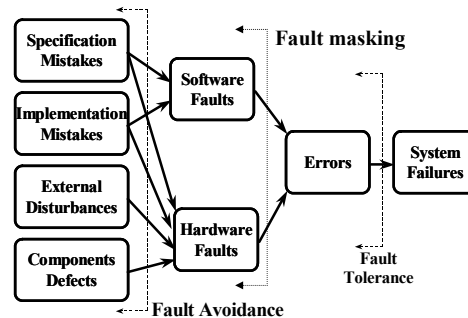 Specification
Mistakes
Implementation
Mistakes
External
Disturbances
Components
Defects
Software
Faults
Hardware
Faults
Fault masking
Errors
System
Failures
Fault
Tolerance
Fault Avoidance